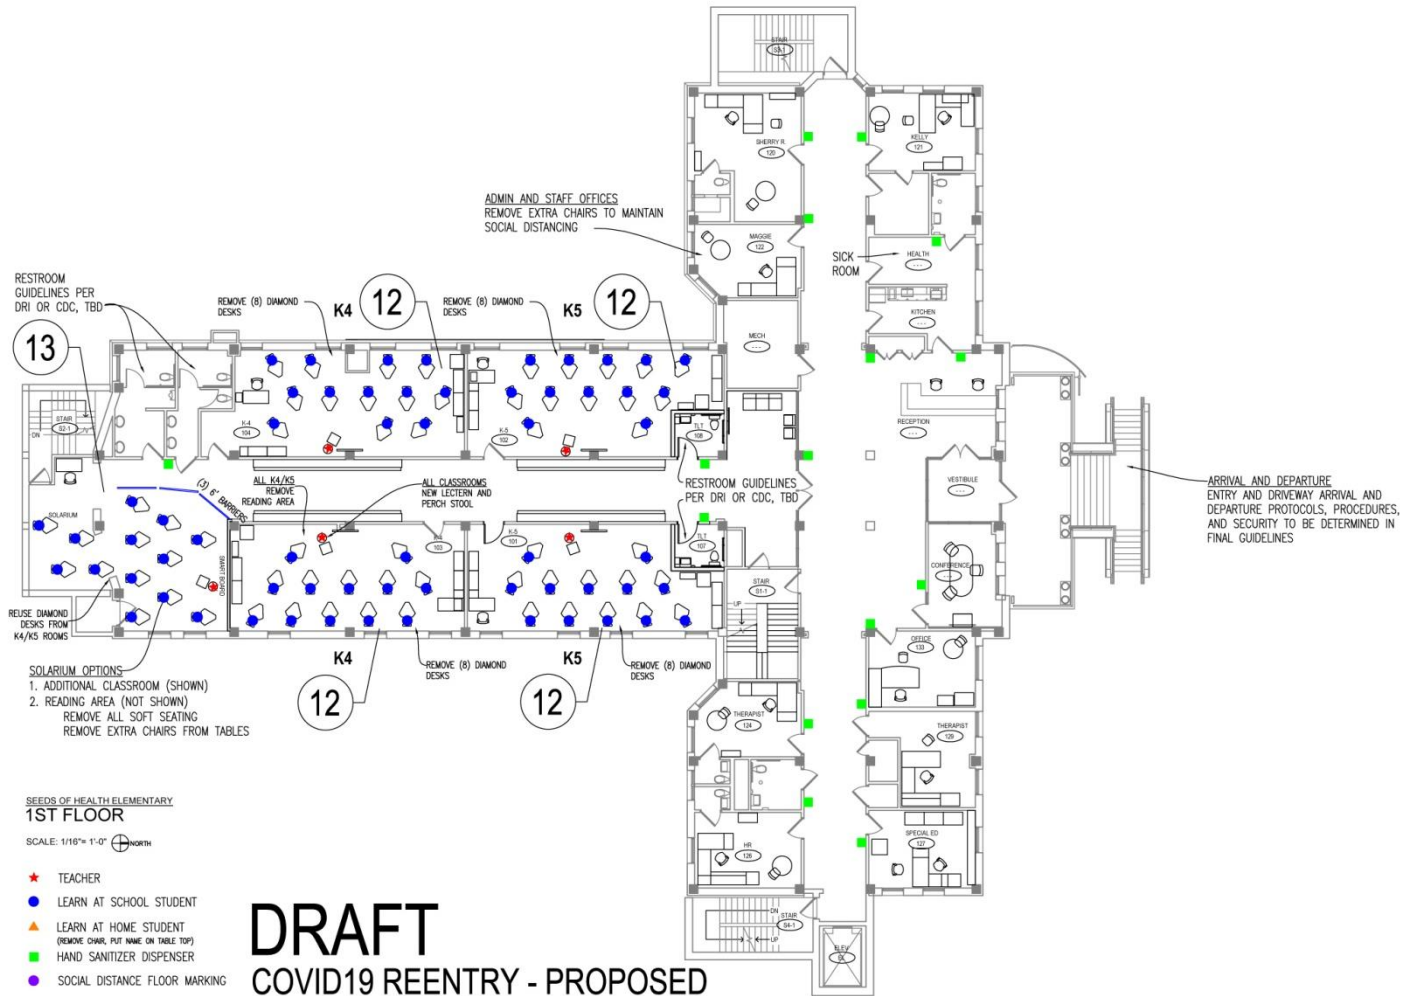 STAIR
S3-1
SHERRY R.
120
KELLY
121
ADMIN AND STAFF OFFICES
REMOVE EXTRA CHAIRS TO MAINTAIN
SOCIAL DISTANCING
MAGGIE
122
SICK
ROOM
HEALTH
---
KITCHEN
---
MECH
---
RESTROOM
GUIDELINES PER
DRI OR CDC, TBD
REMOVE (8) DIAMOND
DESKS
K4
12
REMOVE (8) DIAMOND
DESKS
K5
12
13
STAIR
S2-1
DN
K-4
104
K-5
102
TLT
108
RECEPTION
---
SOLARIUM
(3) 6' BARRIERS
ALL K4/K5
REMOVE
READING AREA
ALL CLASSROOMS
NEW LECTERN AND
PERCH STOOL
RESTROOM GUIDELINES
PER DRI OR CDC, TBD
VESTIBULE
---
ARRIVAL AND DEPARTURE
ENTRY AND DRIVEWAY ARRIVAL AND
DEPARTURE PROTOCOLS, PROCEDURES,
AND SECURITY TO BE DETERMINED IN
FINAL GUIDELINES
K-4
103
K-5
101
TLT
107
SMARTBOARD
CONFERENCE
---
STAIR
S1-1
UP
REUSE DIAMOND
DESKS FROM
K4/K5 ROOMS
K4
12
REMOVE (8) DIAMOND
DESKS
K5
12
REMOVE (8) DIAMOND
DESKS
OFFICE
133
SOLARIUM OPTIONS
1. ADDITIONAL CLASSROOM (SHOWN)
2. READING AREA (NOT SHOWN)
REMOVE ALL SOFT SEATING
REMOVE EXTRA CHAIRS FROM TABLES
THERAPIST
124
THERAPIST
129
HR
126
SPECIAL ED
127
DN
UP
STAIR
S4-1
ELEV
SEEDS OF HEALTH ELEMENTARY
1ST FLOOR
SCALE: 1/16"= 1'-0" NORTH
TEACHER
LEARN AT SCHOOL STUDENT
LEARN AT HOME STUDENT
(REMOVE CHAIR, PUT NAME ON TABLE TOP)
HAND SANITIZER DISPENSER
SOCIAL DISTANCE FLOOR MARKING
DRAFT
COVID19 REENTRY - PROPOSED